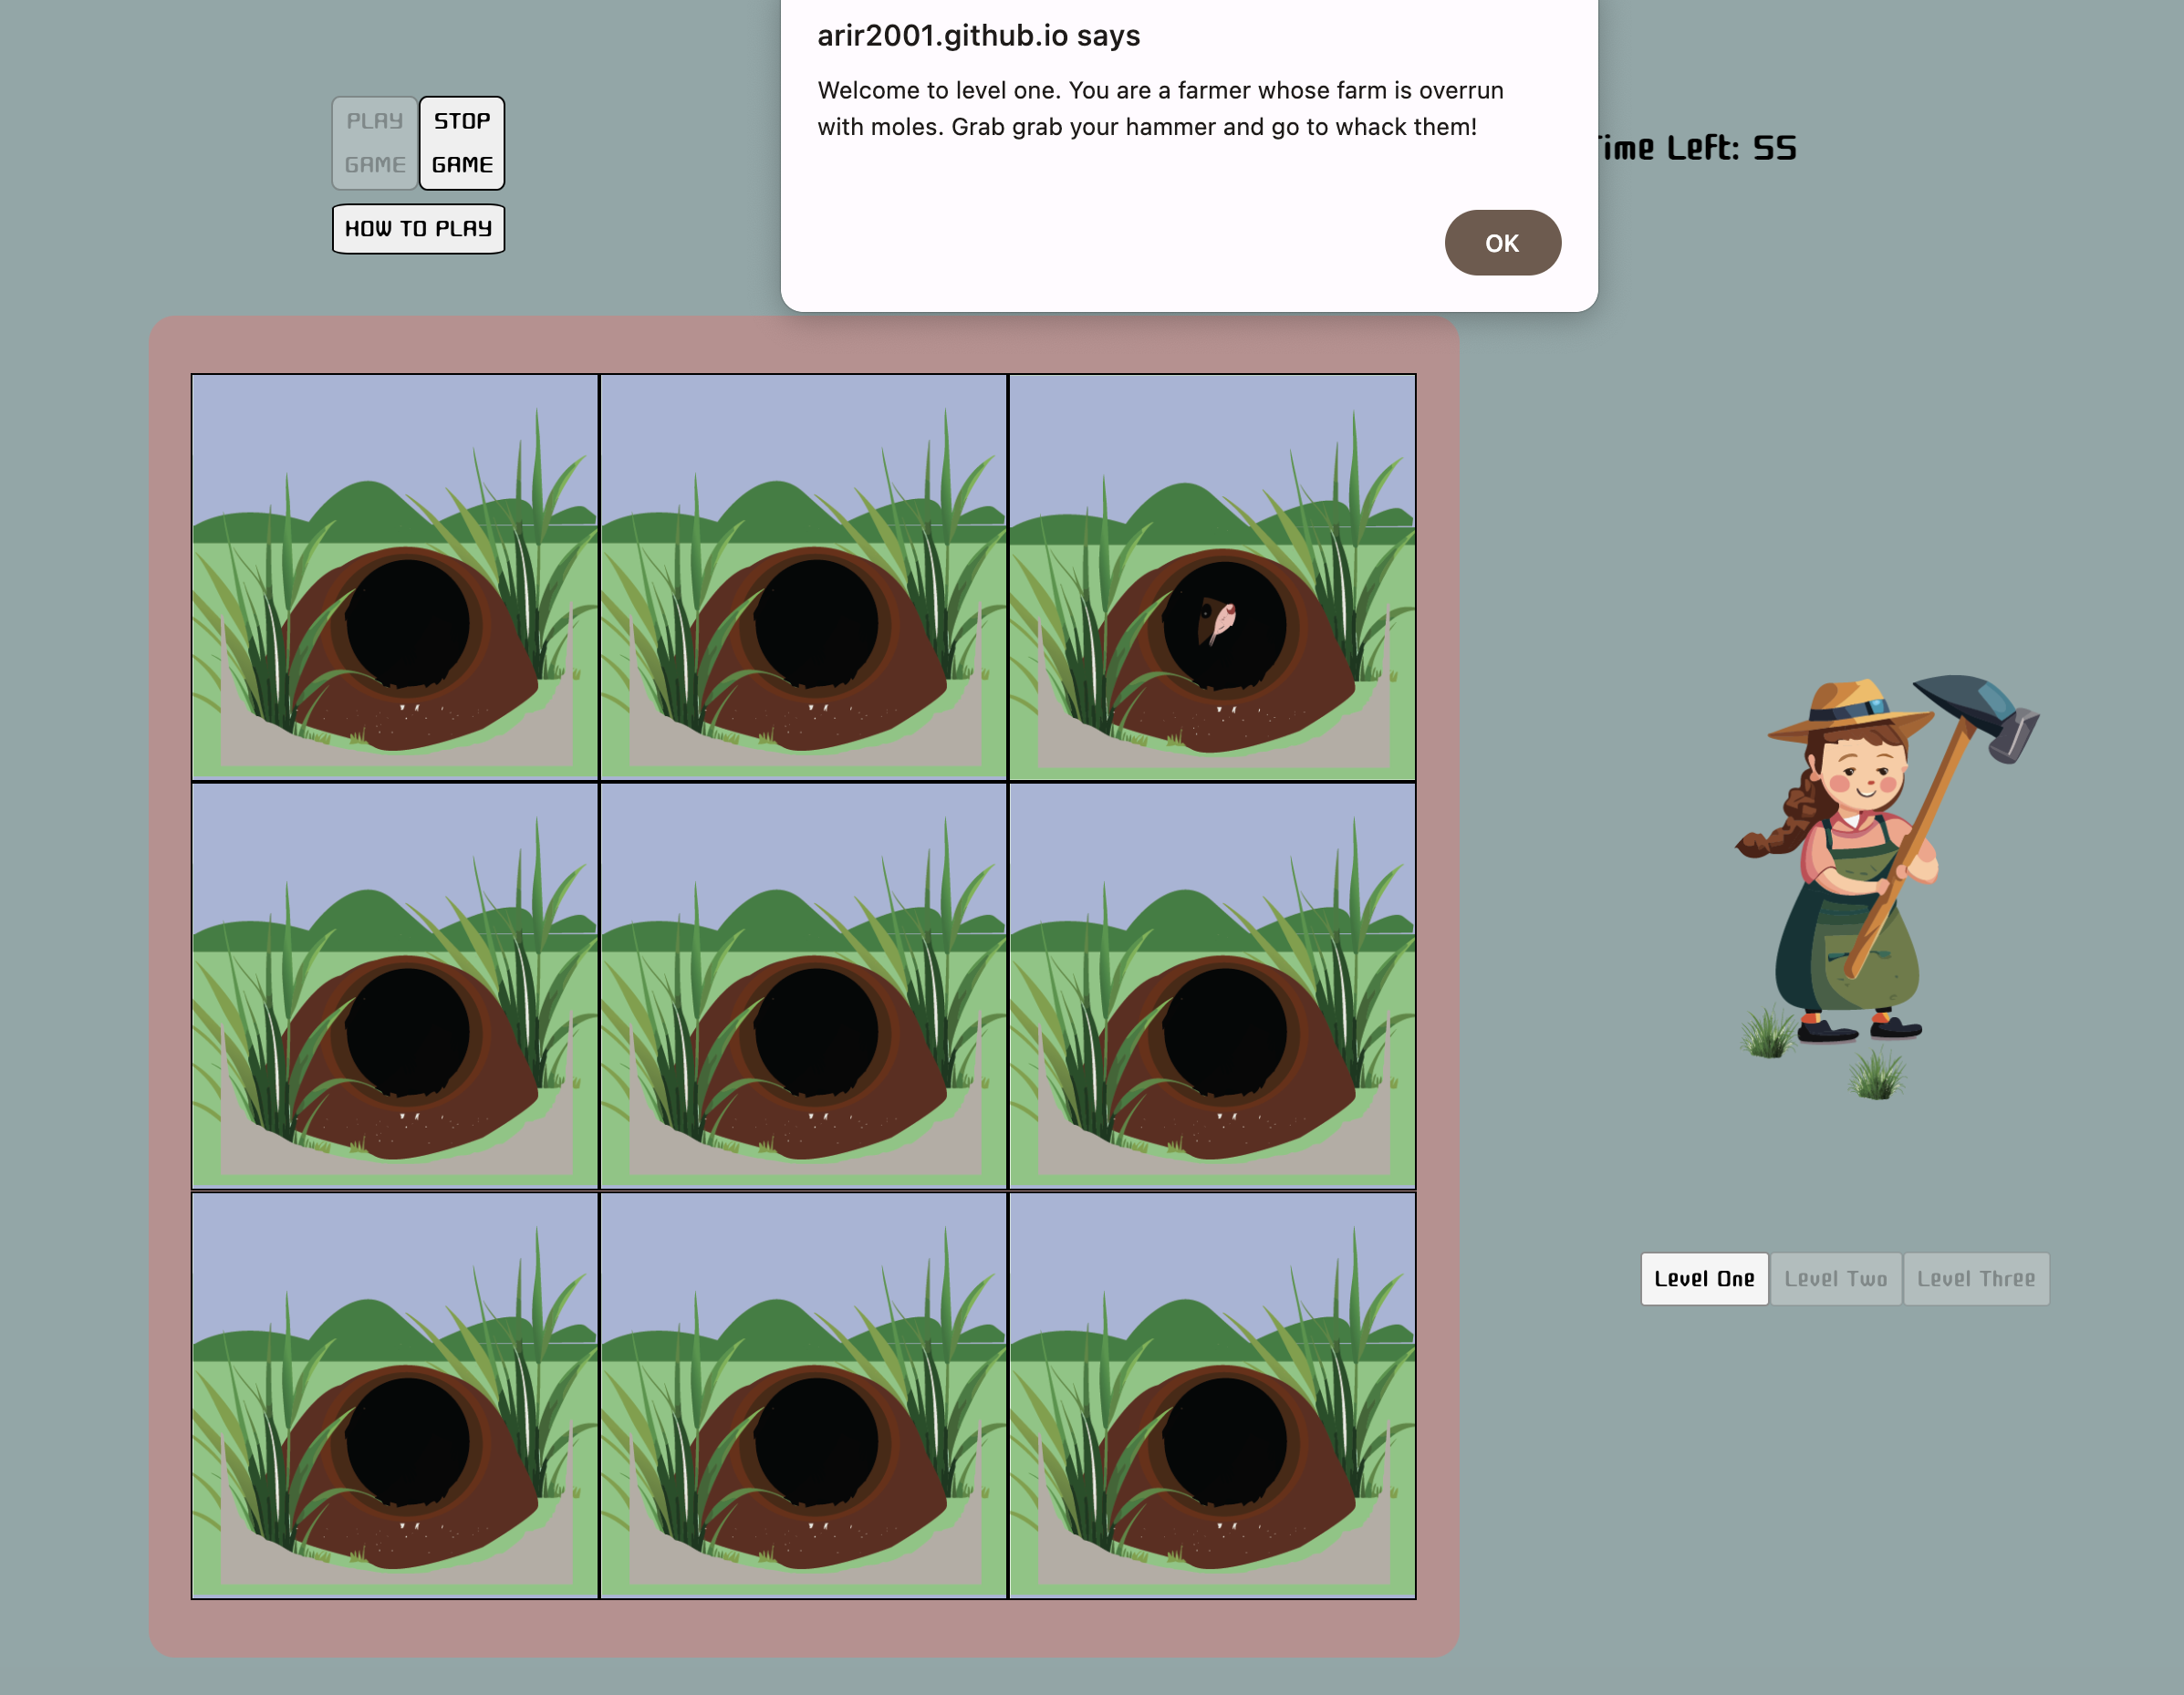 arir2001.github.io says
Welcome to level one. You are a farmer whose farm is overrun
with moles. Grab grab your hammer and go to whack them!
OK
PLAY
GAME
STOP
GAME
HOW TO PLAY
Time Left: 55
Level One
Level Two
Level Three